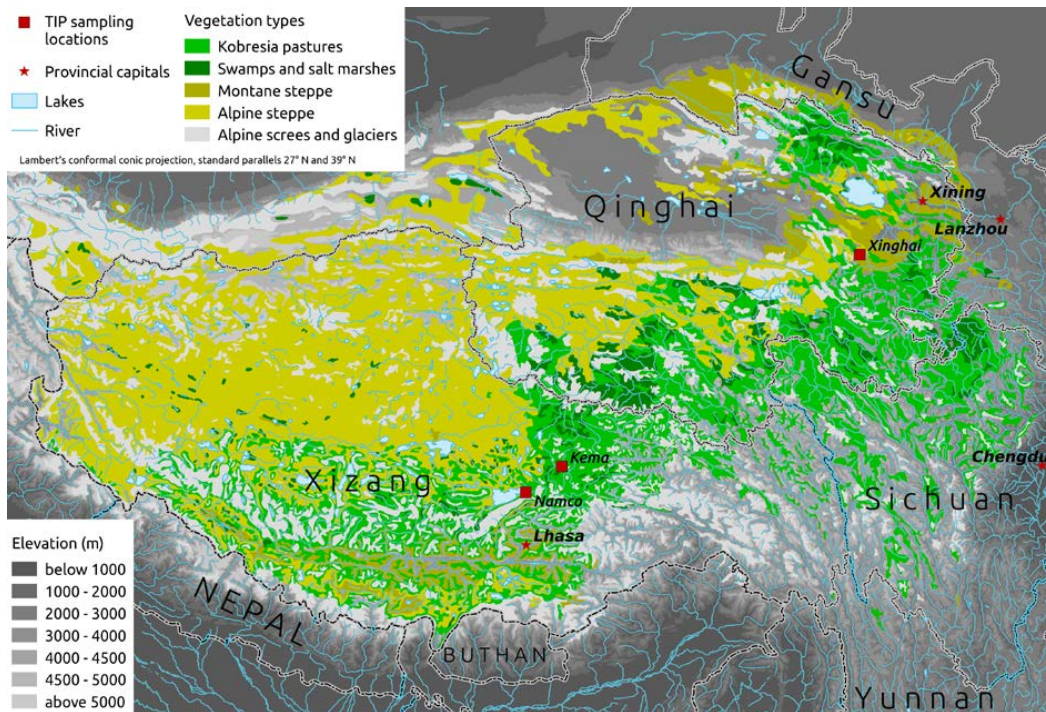 TIP sampling
locations
Provincial capitals
Lakes
River
Vegetation types
Kobresia pastures
Swamps and salt marshes
Montane steppe
Alpine steppe
Alpine screes and glaciers
Lambert's conformal conic projection, standard parallels 27° N and 39° N
Gansu
Qinghai
Xining
Lanzhou
Xinghai
Kema
Xizang
Namco
Chengdu
Sichuan
Lhasa
NEPAL
BUTHAN
Yunnan
Elevation (m)
below 1000
1000 - 2000
2000 - 3000
3000 - 4000
4000 - 4500
4500 - 5000
above 5000